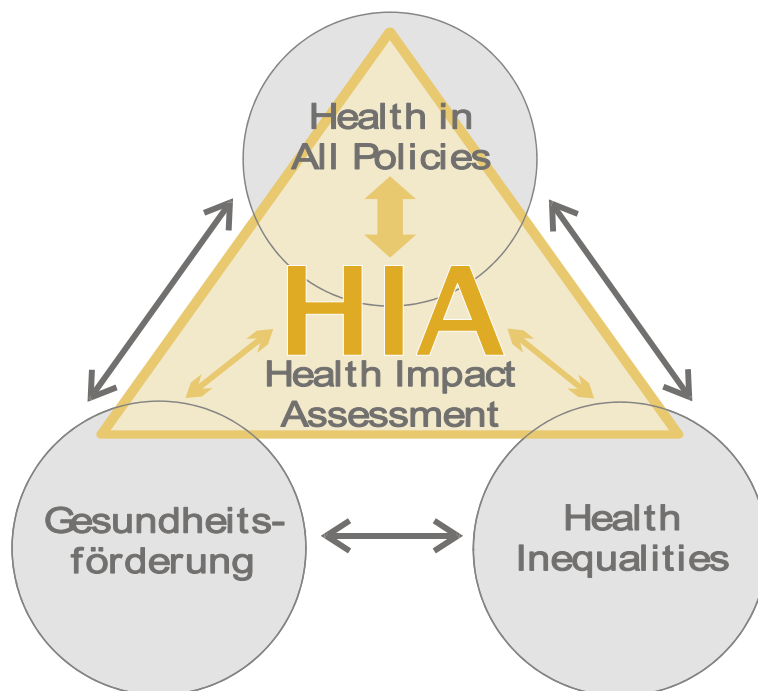 Health in
All Policies
HIA
Health Impact
Assessment
Gesundheits-
förderung
Health
Inequalities